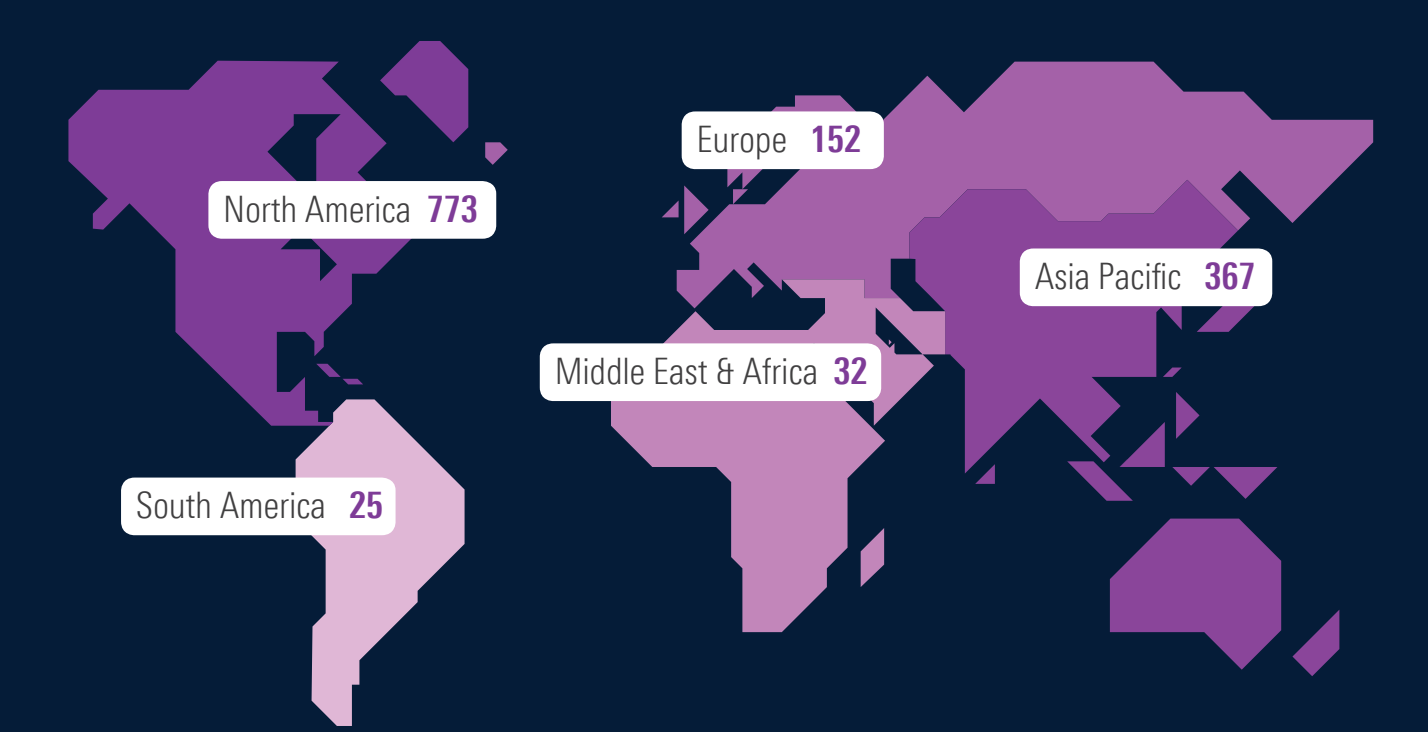 Europe 152
North America 773
Asia Pacific 367
Middle East & Africa 32
South America 25